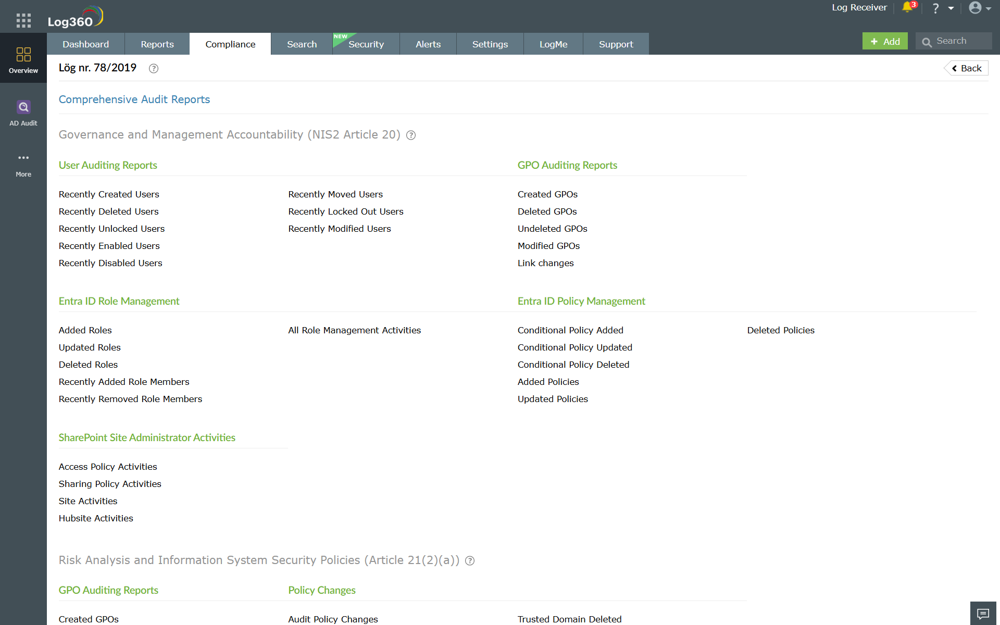 Log360
Log Receiver
3
?
Dashboard
Reports
Compliance
Search
NEW
Security
Alerts
Settings
LogMe
Support
+ Add
Search
Overview
AD Audit
More
Lög nr. 78/2019 ?
Back
Comprehensive Audit Reports
Governance and Management Accountability (NIS2 Article 20) ?
User Auditing Reports
Recently Created Users
Recently Deleted Users
Recently Unlocked Users
Recently Enabled Users
Recently Disabled Users
Recently Moved Users
Recently Locked Out Users
Recently Modified Users
GPO Auditing Reports
Created GPOs
Deleted GPOs
Undeleted GPOs
Modified GPOs
Link changes
Entra ID Role Management
Added Roles
Updated Roles
Deleted Roles
Recently Added Role Members
Recently Removed Role Members
All Role Management Activities
Entra ID Policy Management
Conditional Policy Added
Conditional Policy Updated
Conditional Policy Deleted
Added Policies
Updated Policies
Deleted Policies
SharePoint Site Administrator Activities
Access Policy Activities
Sharing Policy Activities
Site Activities
Hubsite Activities
Risk Analysis and Information System Security Policies (Article 21(2)(a)) ?
GPO Auditing Reports
Created GPOs
Policy Changes
Audit Policy Changes
Trusted Domain Deleted